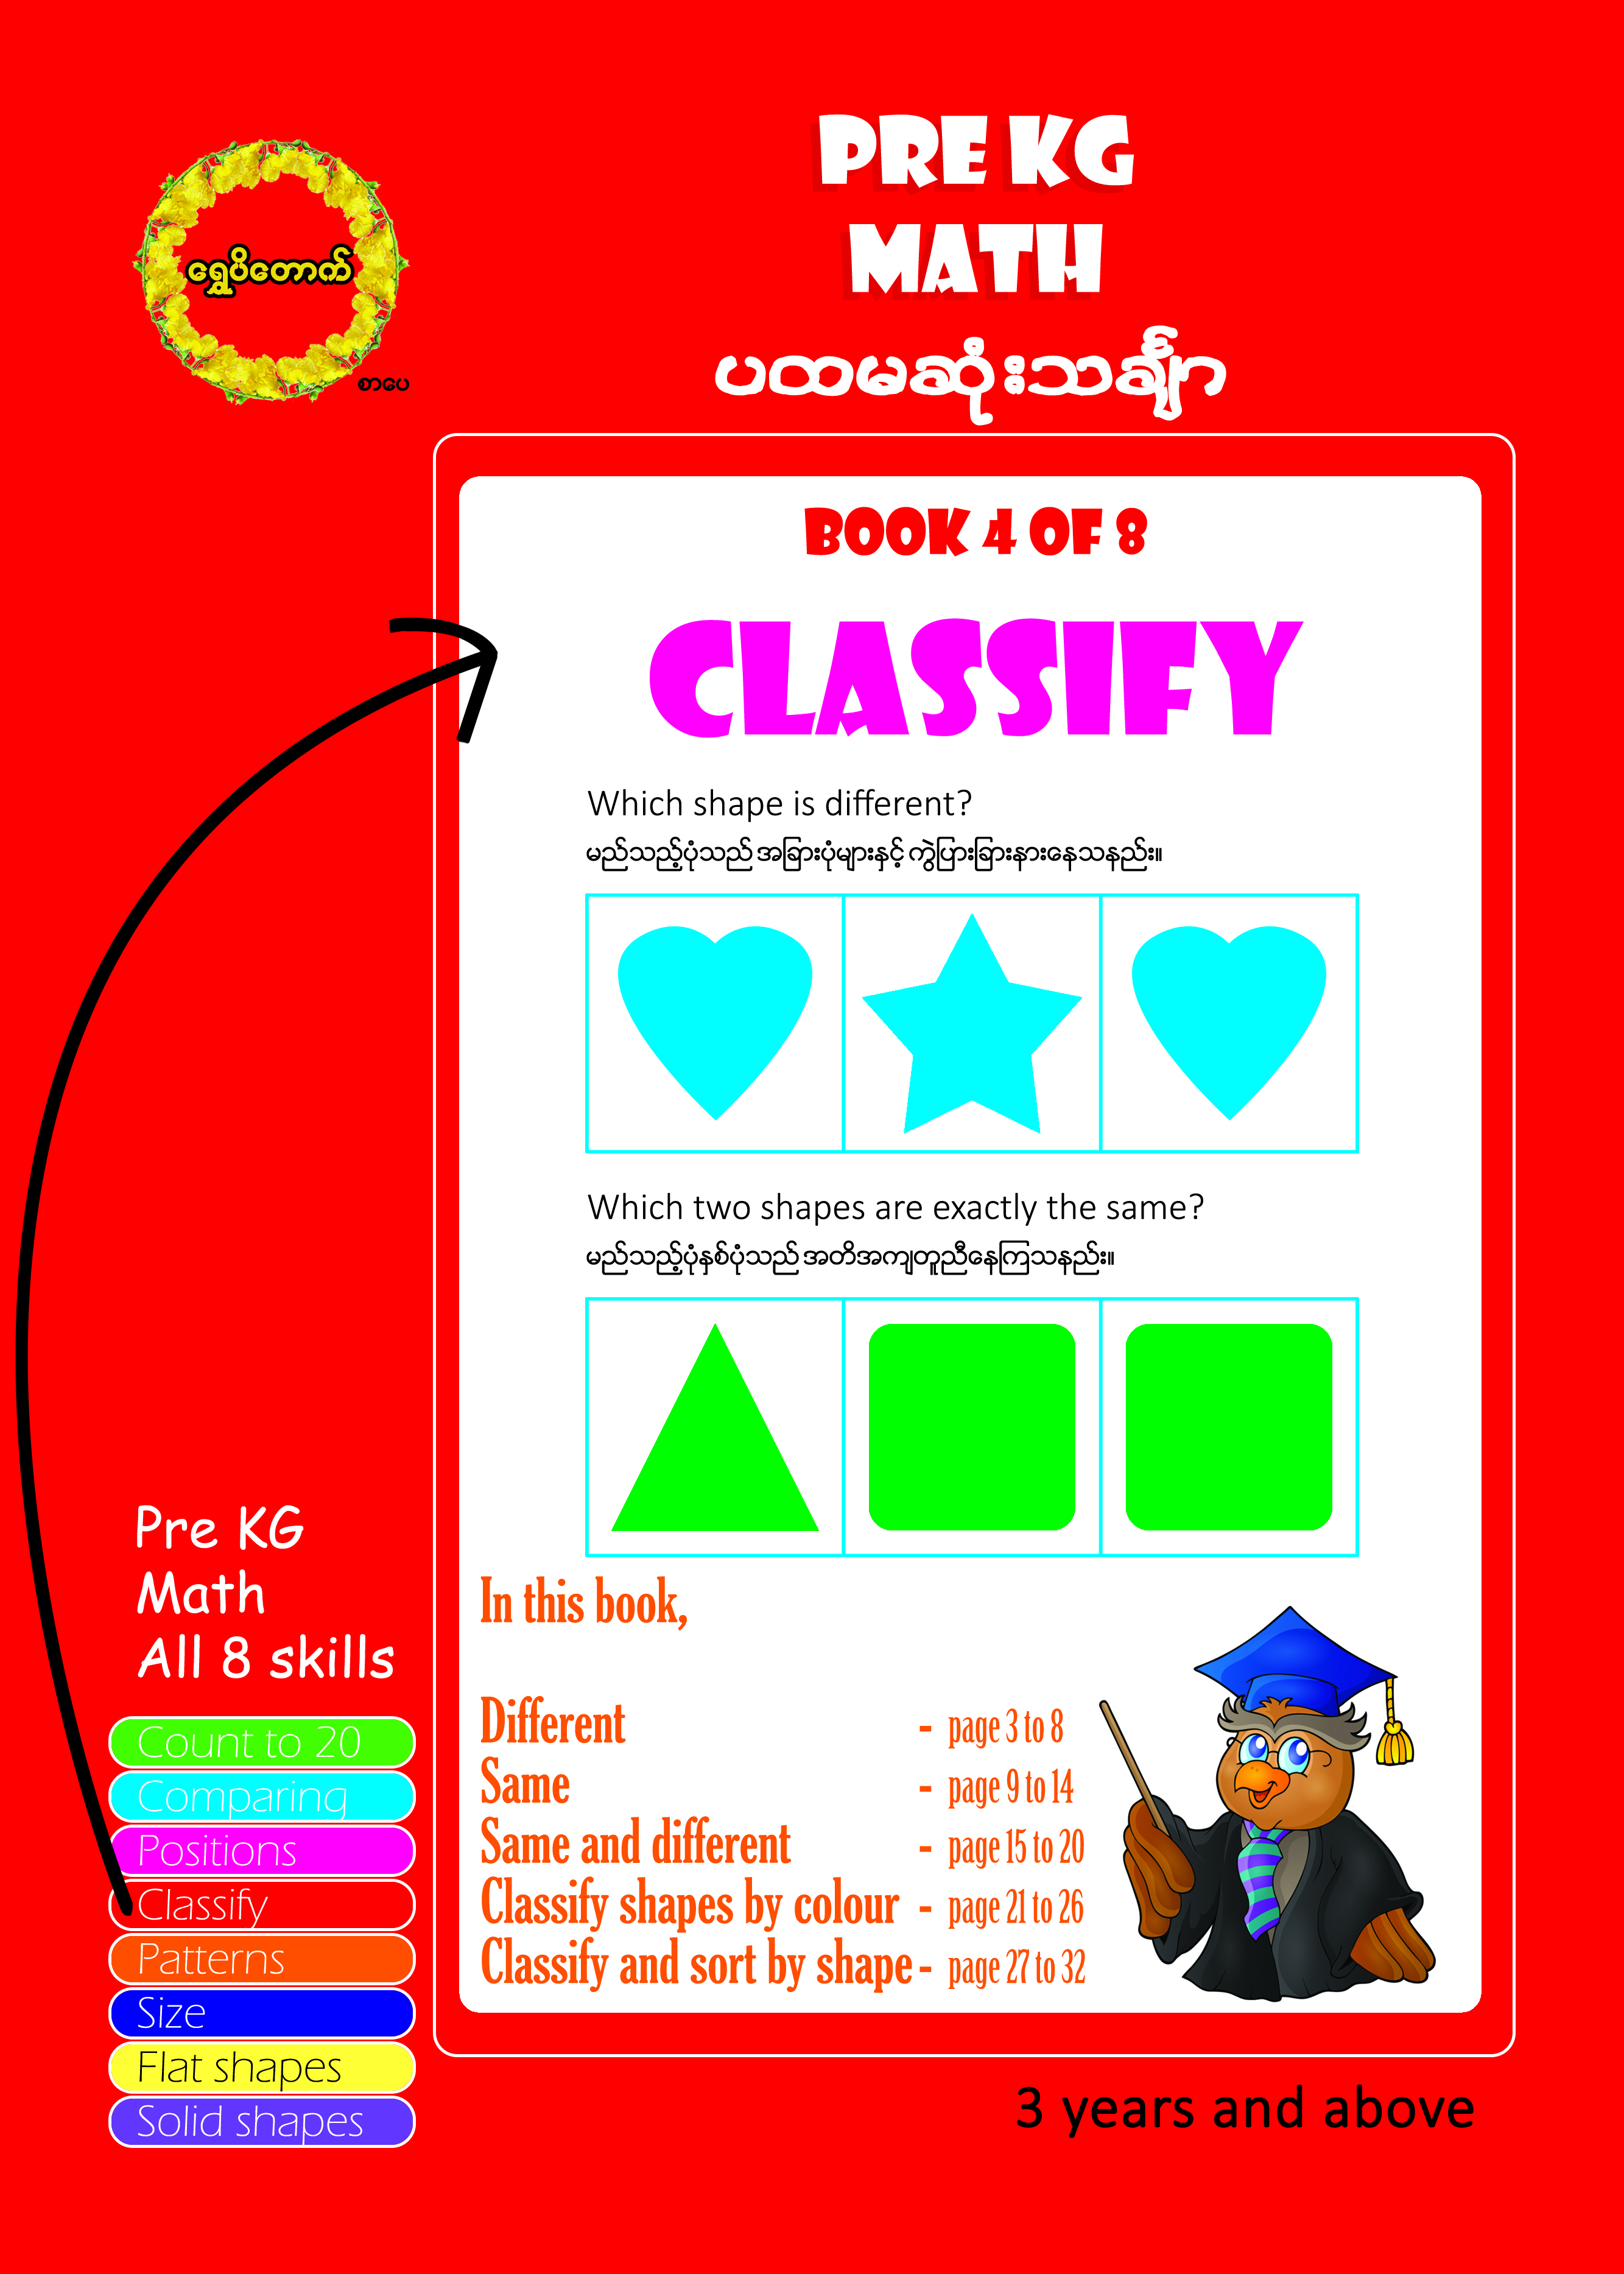 PRE KG
MATH
ပထမဆုံးသင်္ချာ
ရွှေပိတောက်
စာပေ
BOOK 4 OF 8
CLASSIFY
Which shape is different?
မည်သည့်ပုံသည် အခြားပုံများနှင့် ကွဲပြားခြားနားနေသနည်း။
Which two shapes are exactly the same?
မည်သည့်ပုံနှစ်ပုံသည် အတိအကျတူညီနေကြသနည်း။
In this book,
Different - page 3 to 8
Same - page 9 to 14
Same and different - page 15 to 20
Classify shapes by colour - page 21 to 26
Classify and sort by shape - page 27 to 32
Pre KG
Math
All 8 skills
Count to 20
Comparing
Positions
Classify
Patterns
Size
Flat shapes
Solid shapes
3 years and above